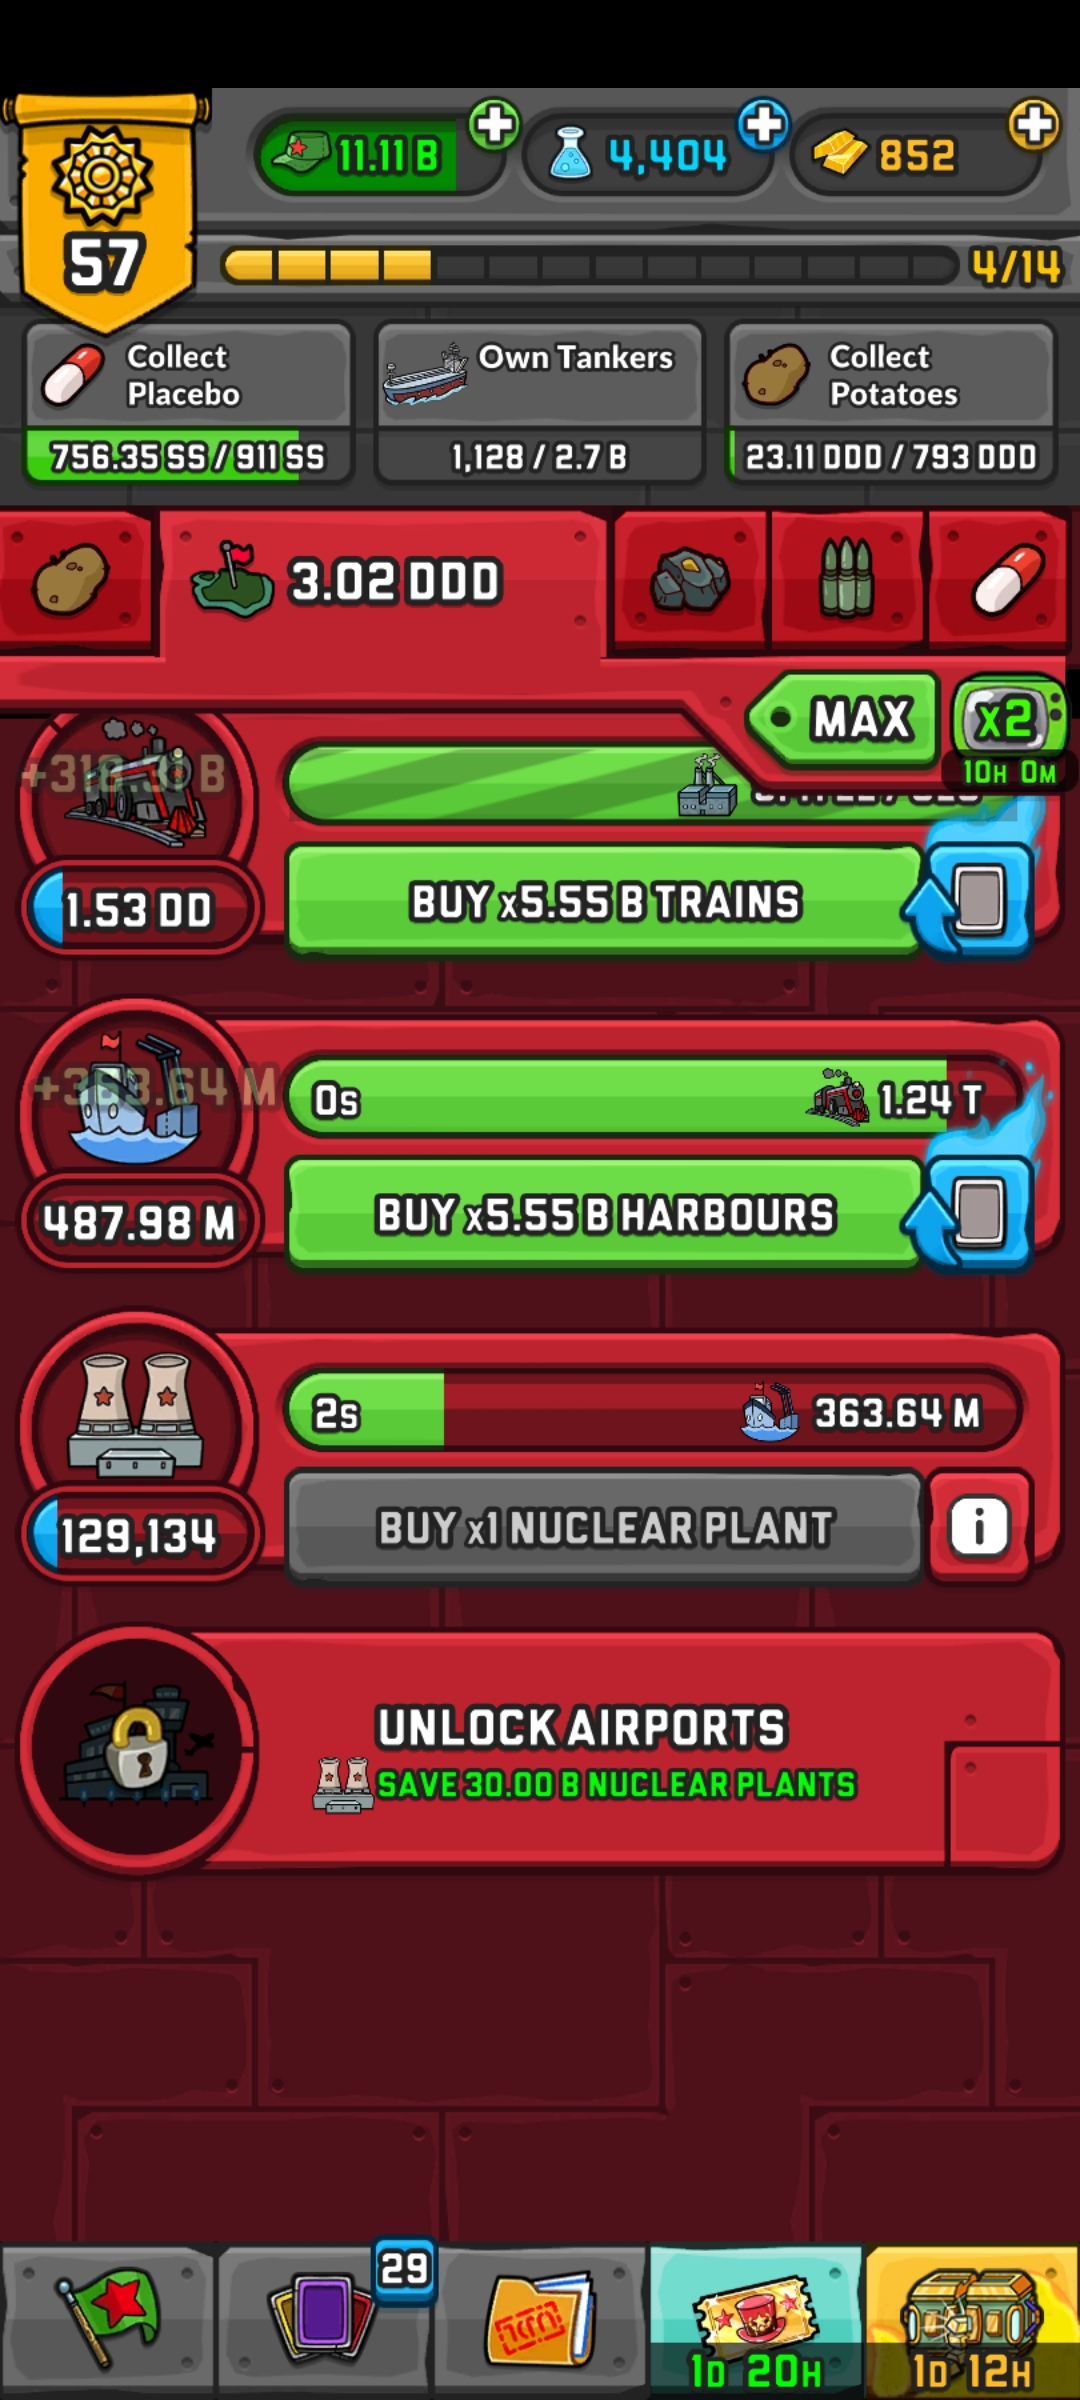 11.11 B
4,404
852
57
4/14
Collect
Placebo
756.35 SS / 911 SS
Own Tankers
1,128 / 2.7 B
Collect
Potatoes
23.11 DDD / 793 DDD
3.02 DDD
MAX
x2
10H 0M
1.53 DD
BUY x5.55 B TRAINS
+363.64 M
0s
1.24 T
487.98 M
BUY x5.55 B HARBOURS
2s
363.64 M
129,134
BUY x1 NUCLEAR PLANT
i
UNLOCK AIRPORTS
SAVE 30.00 B NUCLEAR PLANTS
29
1D 20H
1D 12H